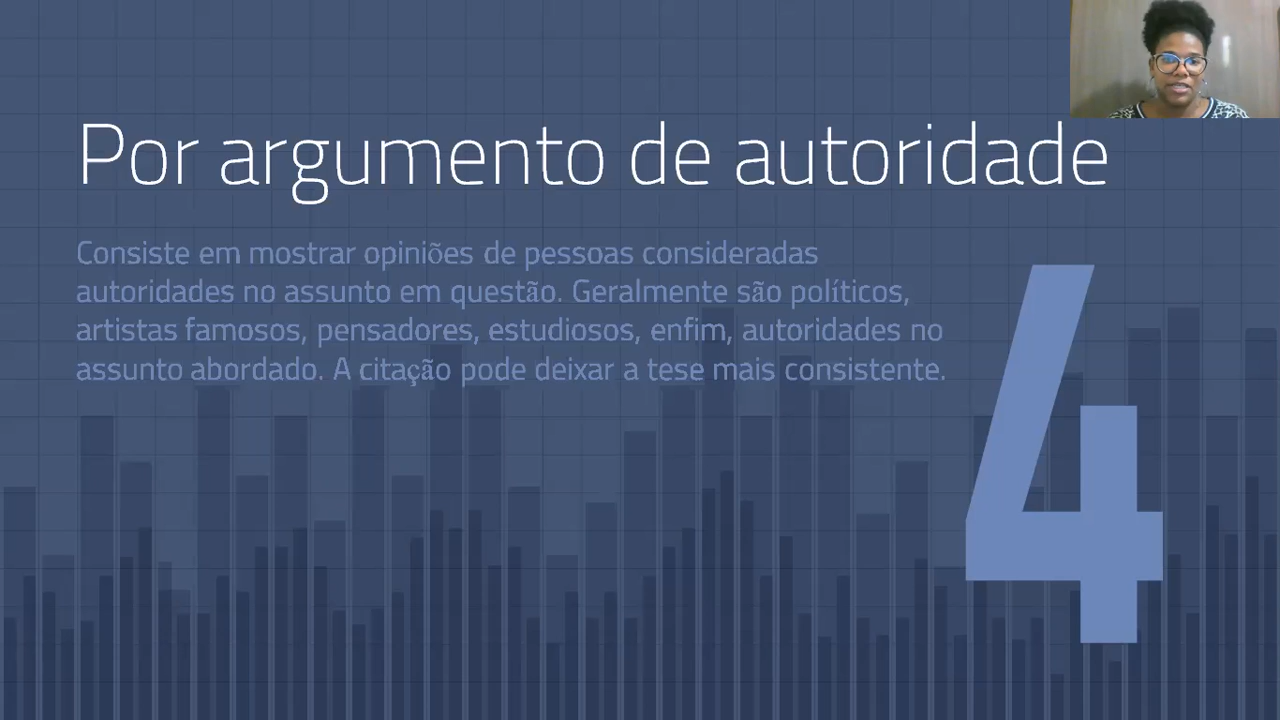 Por argumento de autoridade
Consiste em mostrar opiniões de pessoas consideradas
autoridades no assunto em questão. Geralmente são políticos,
artistas famosos, pensadores, estudiosos, enfim, autoridades no
assunto abordado. A citação pode deixar a tese mais consistente.
4